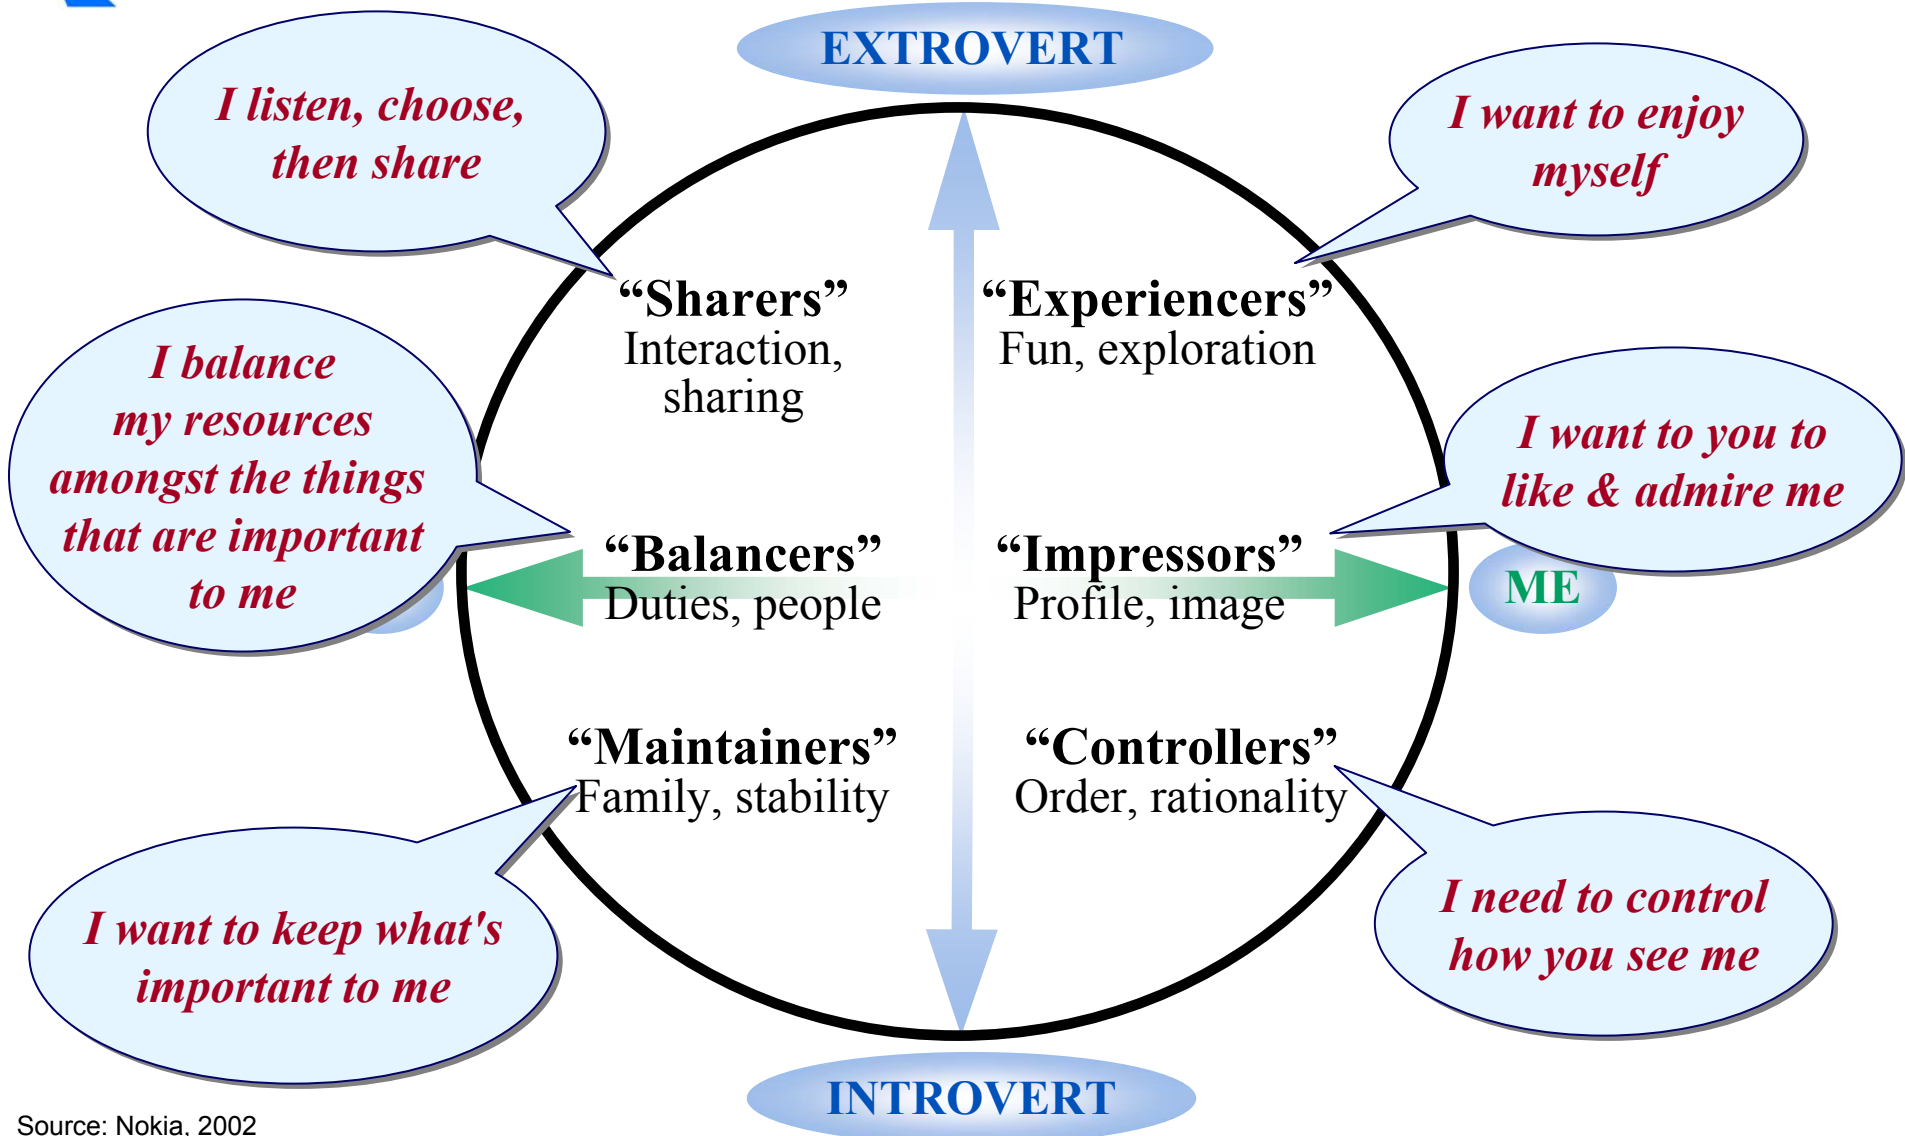 EXTROVERT
I listen, choose,
then share
I want to enjoy
myself
“Sharers”
Interaction,
sharing
“Experiencers”
Fun, exploration
I balance
my resources
amongst the things
that are important
to me
I want to you to
like & admire me
“Balancers”
Duties, people
“Impressors”
Profile, image
ME
“Maintainers”
Family, stability
“Controllers”
Order, rationality
I want to keep what's
important to me
I need to control
how you see me
INTROVERT
Source: Nokia, 2002